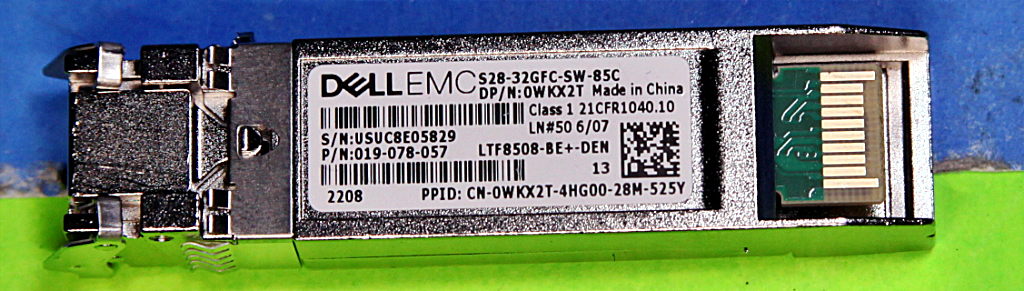 DELLEMC S28-32GFC-SW-85C
DP/N:0WKX2T Made in China
Class 1 21CFR1040.10
LN#50 6/07
S/N:USUC8E05829
P/N:019-078-057
LTF8508-BE+-DEN
13
2208
PPID: CN-0WKX2T-4HG00-28M-525Y